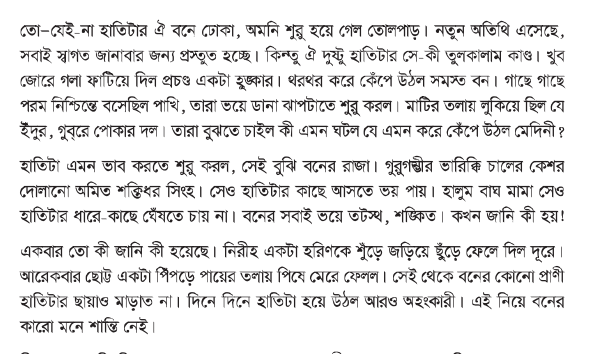 তো-যেই-না হাতিটার ঐ বনে ঢোকা, অমনি শুরু হয়ে গেল তোলপাড়। নতুন অতিথি এসেছে,
সবাই স্বাগত জানাবার জন্য প্রস্তুত হচ্ছে। কিন্তু ঐ দুষ্টু হাতিটার সে-কী তুলকালাম কাণ্ড। খুব
জোরে গলা ফাটিয়ে দিল প্রচণ্ড একটা হুঙ্কার। থরথর করে কেঁপে উঠল সমস্ত বন। গাছে গাছে
পরম নিশ্চিন্তে বসেছিল পাখি, তারা ভয়ে ডানা ঝাপটাতে শুরু করল। মাটির তলায় লুকিয়ে ছিল যে
ইঁদুর, গুবরে পোকার দল। তারা বুঝতে চাইল কী এমন ঘটল যে এমন করে কেঁপে উঠল মেদিনী?
হাতিটা এমন ভাব করতে শুরু করল, সেই বুঝি বনের রাজা। গুরুগম্ভীর ভারিক্কি চালের কেশর
দোলানো অমিত শক্তিধর সিংহ। সেও হাতিটার কাছে আসতে ভয় পায়। হালুম বাঘ মামা সেও
হাতিটার ধারে-কাছে ঘেঁষতে চায় না। বনের সবাই ভয়ে তটস্থ, শঙ্কিত। কখন জানি কী হয়!
একবার তো কী জানি কী হয়েছে। নিরীহ একটা হরিণকে শুঁড়ে জড়িয়ে ছুঁড়ে ফেলে দিল দূরে।
আরেকবার ছোট্ট একটা পিঁপড়ে পায়ের তলায় পিষে মেরে ফেলল। সেই থেকে বনের কোনো প্রাণী
হাতিটার ছায়াও মাড়াত না। দিনে দিনে হাতিটা হয়ে উঠল আরও অহংকারী। এই নিয়ে বনের
কারো মনে শান্তি নেই।